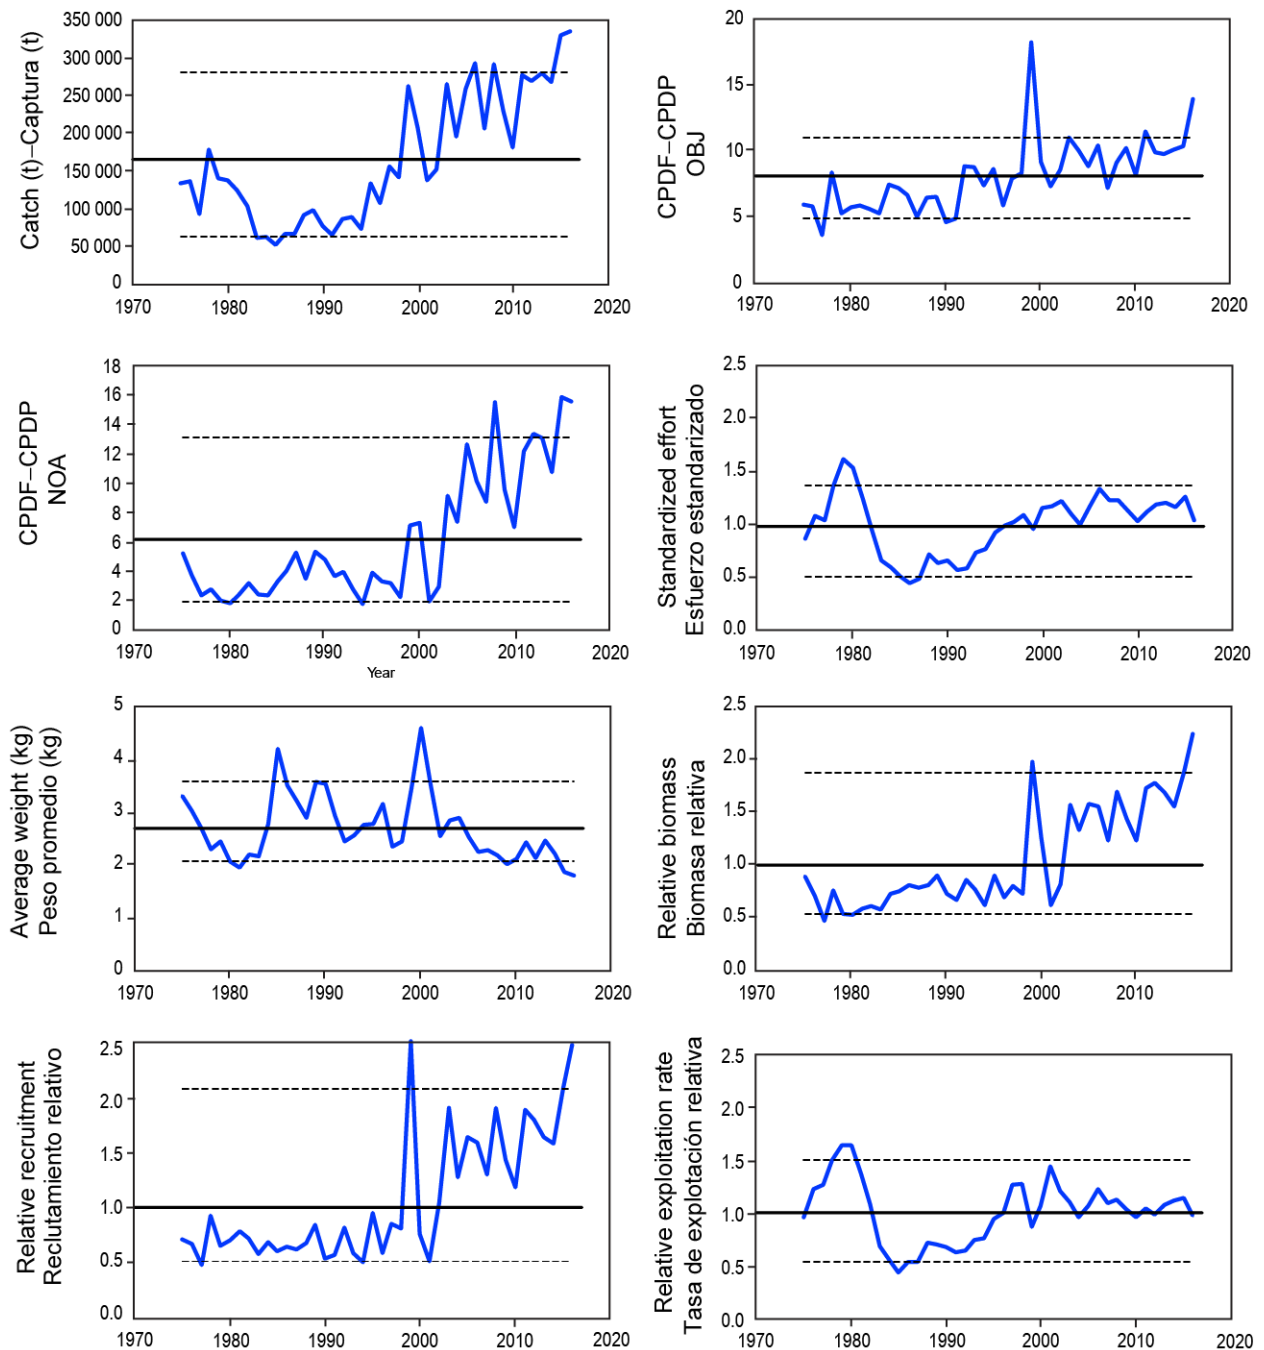 Catch (t)–Captura (t)
350 000
300 000
250 000
200 000
150 000
100 000
50 000
0
1970 1980 1990 2000 2010 2020
CPDF–CPDP
OBJ
20
15
10
5
0
1970 1980 1990 2000 2010 2020
CPDF–CPDP
NOA
18
16
14
12
10
8
6
4
2
0
1970 1980 1990 2000 2010 2020
Year
Standardized effort
Esfuerzo estandarizado
2.5
2.0
1.5
1.0
0.5
0.0
1970 1980 1990 2000 2010 2020
Average weight (kg)
Peso promedio (kg)
5
4
3
2
1
0
1970 1980 1990 2000 2010 2020
Relative biomass
Biomasa relativa
2.5
2.0
1.5
1.0
0.5
0.0
1970 1980 1990 2000 2010
Relative recruitment
Reclutamiento relativo
2.5
2.0
1.5
1.0
0.5
0.0
1970 1980 1990 2000 2010 2020
Relative exploitation rate
Tasa de explotación relativa
2.5
2.0
1.5
1.0
0.5
0.0
1970 1980 1990 2000 2010 2020